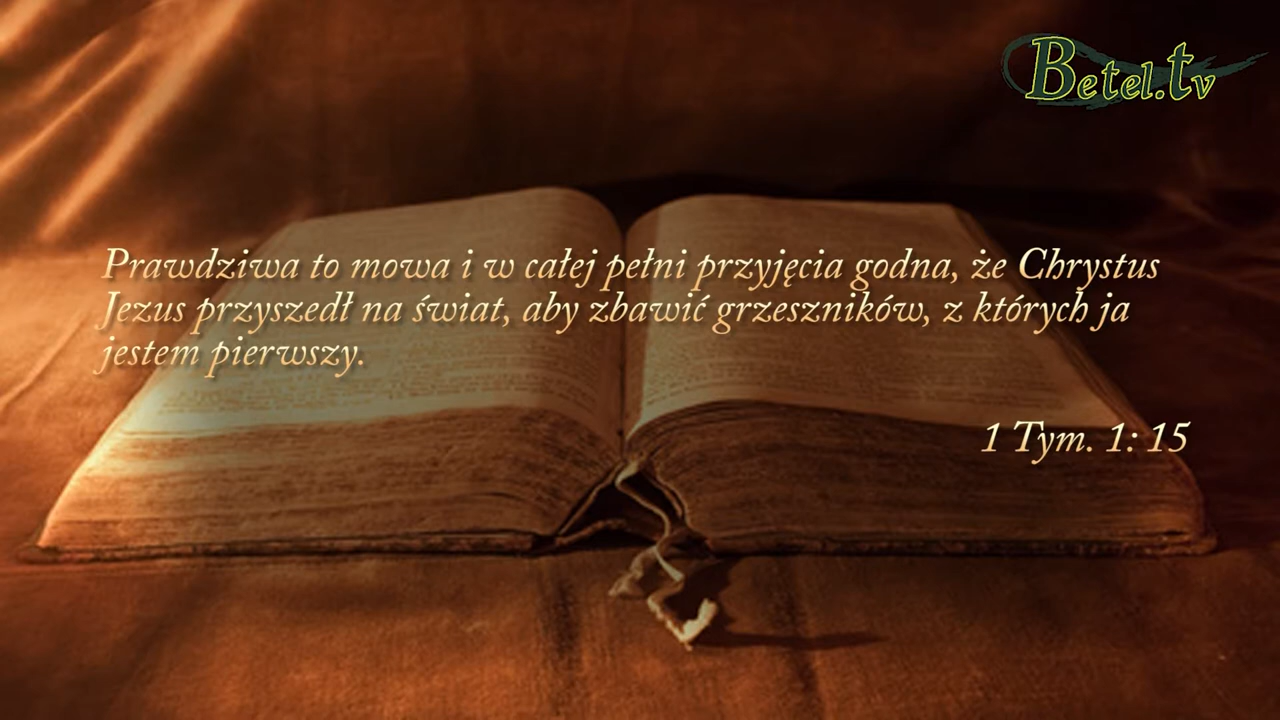 Betel.tv
Prawdziwa to mowa i w całej pełni przyjęcia godna, że Chrystus
Jezus przyszedł na świat, aby zbawić grzeszników, z których ja
jestem pierwszy.
1 Tym. 1: 15